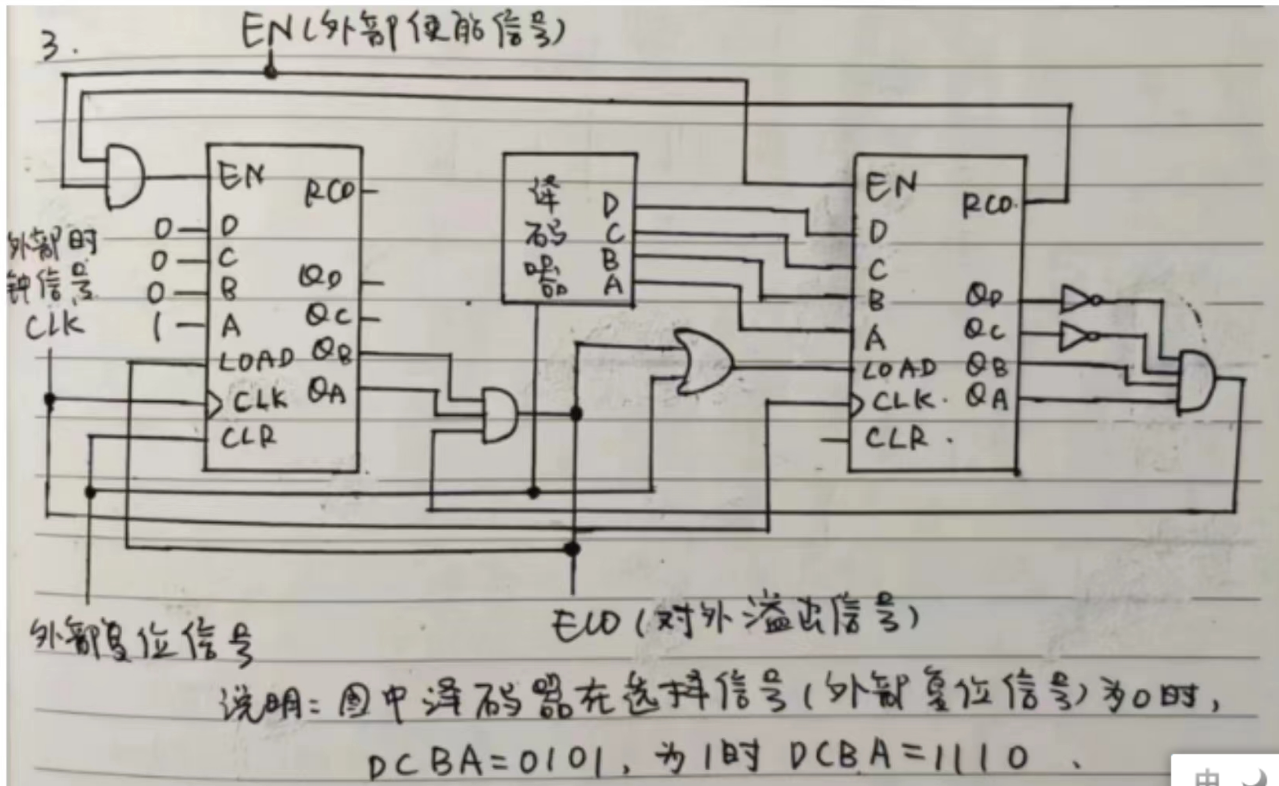 3.
EN(外部使能信号)
EN
RCO
D
C
B
A
0
0
0
1
外部时
钟信号
CLK
QD
QC
QB
QA
LOAD
CLK
CLR
译
码
器
D
C
B
A
EN
RCO
D
C
B
A
QD
QC
QB
QA
LOAD
CLK
CLR
外部复位信号
ECO(对外溢出信号)
说明:图中译码器在选择信号(外部复位信号)为0时,
DCBA=0101,为1时 DCBA=1110
中